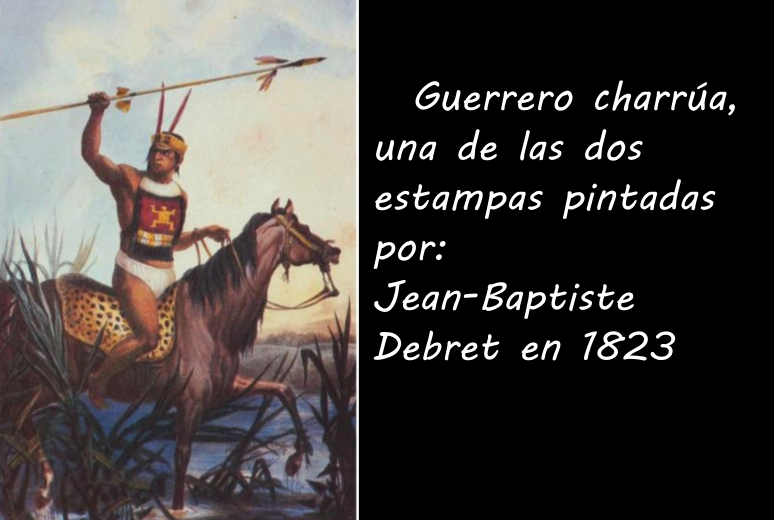 Guerrero charrúa,
una de las dos
estampas pintadas
por:
Jean-Baptiste
Debret en 1823